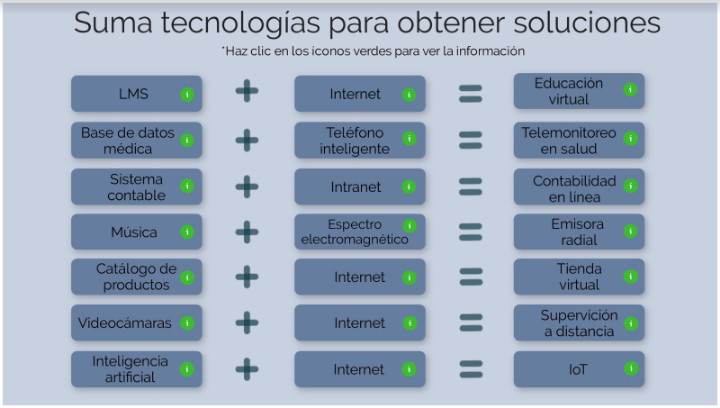 Suma tecnologías para obtener soluciones
*Haz clic en los íconos verdes para ver la información
LMS + Internet = Educación
virtual
Base de datos
médica + Teléfono
inteligente = Telemonitoreo
en salud
Sistema
contable + Intranet = Contabilidad
en línea
Música + Espectro
electromagnético = Emisora
radial
Catálogo de
productos + Internet = Tienda
virtual
Videocámaras + Internet = Supervición
a distancia
Inteligencia
artificial + Internet = IoT